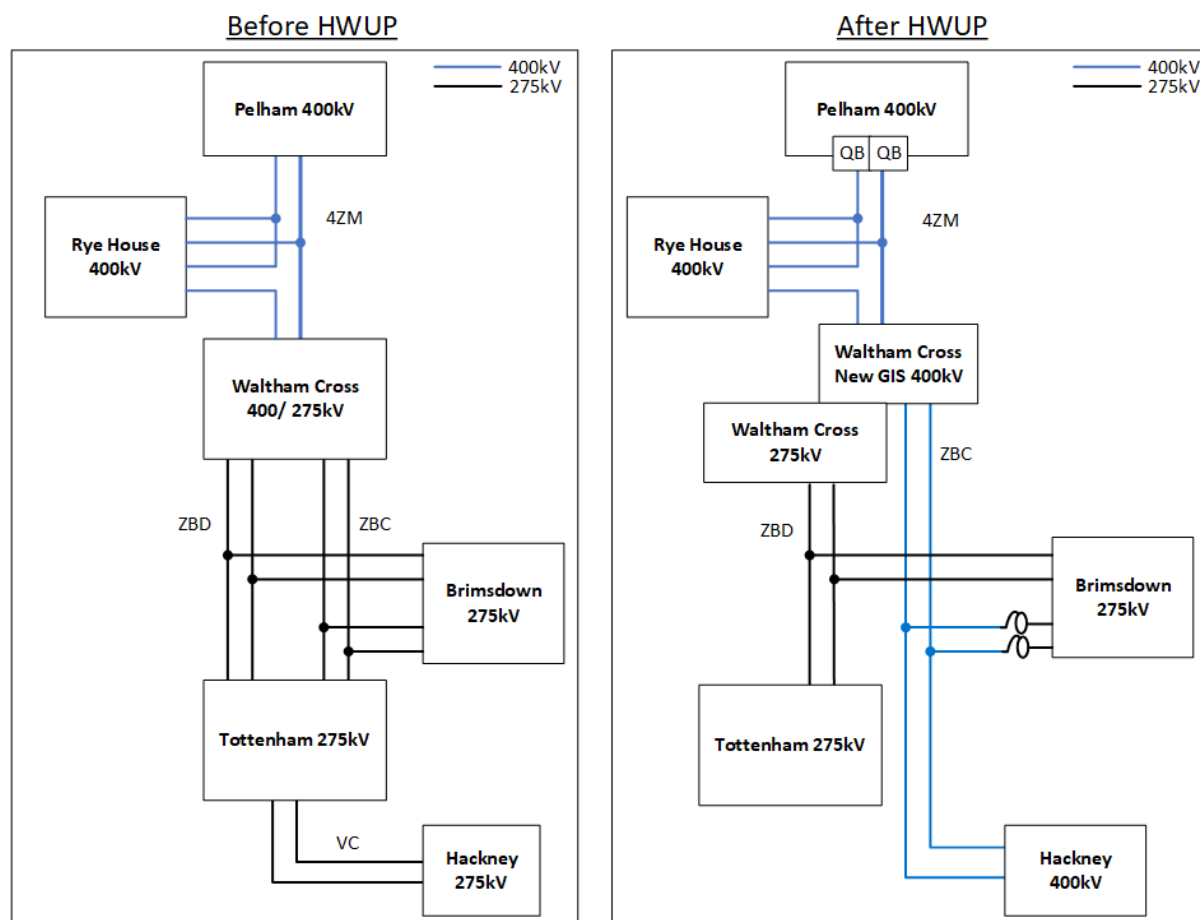 Before HWUP
400kV
275kV
Pelham 400kV
4ZM
Rye House
400kV
Waltham Cross
400/ 275kV
ZBD
ZBC
Brimsdown
275kV
Tottenham 275kV
VC
Hackney
275kV
After HWUP
400kV
275kV
Pelham 400kV
QB QB
4ZM
Rye House
400kV
Waltham Cross
New GIS 400kV
Waltham Cross
275kV
ZBC
ZBD
Brimsdown
275kV
Tottenham 275kV
Hackney
400kV